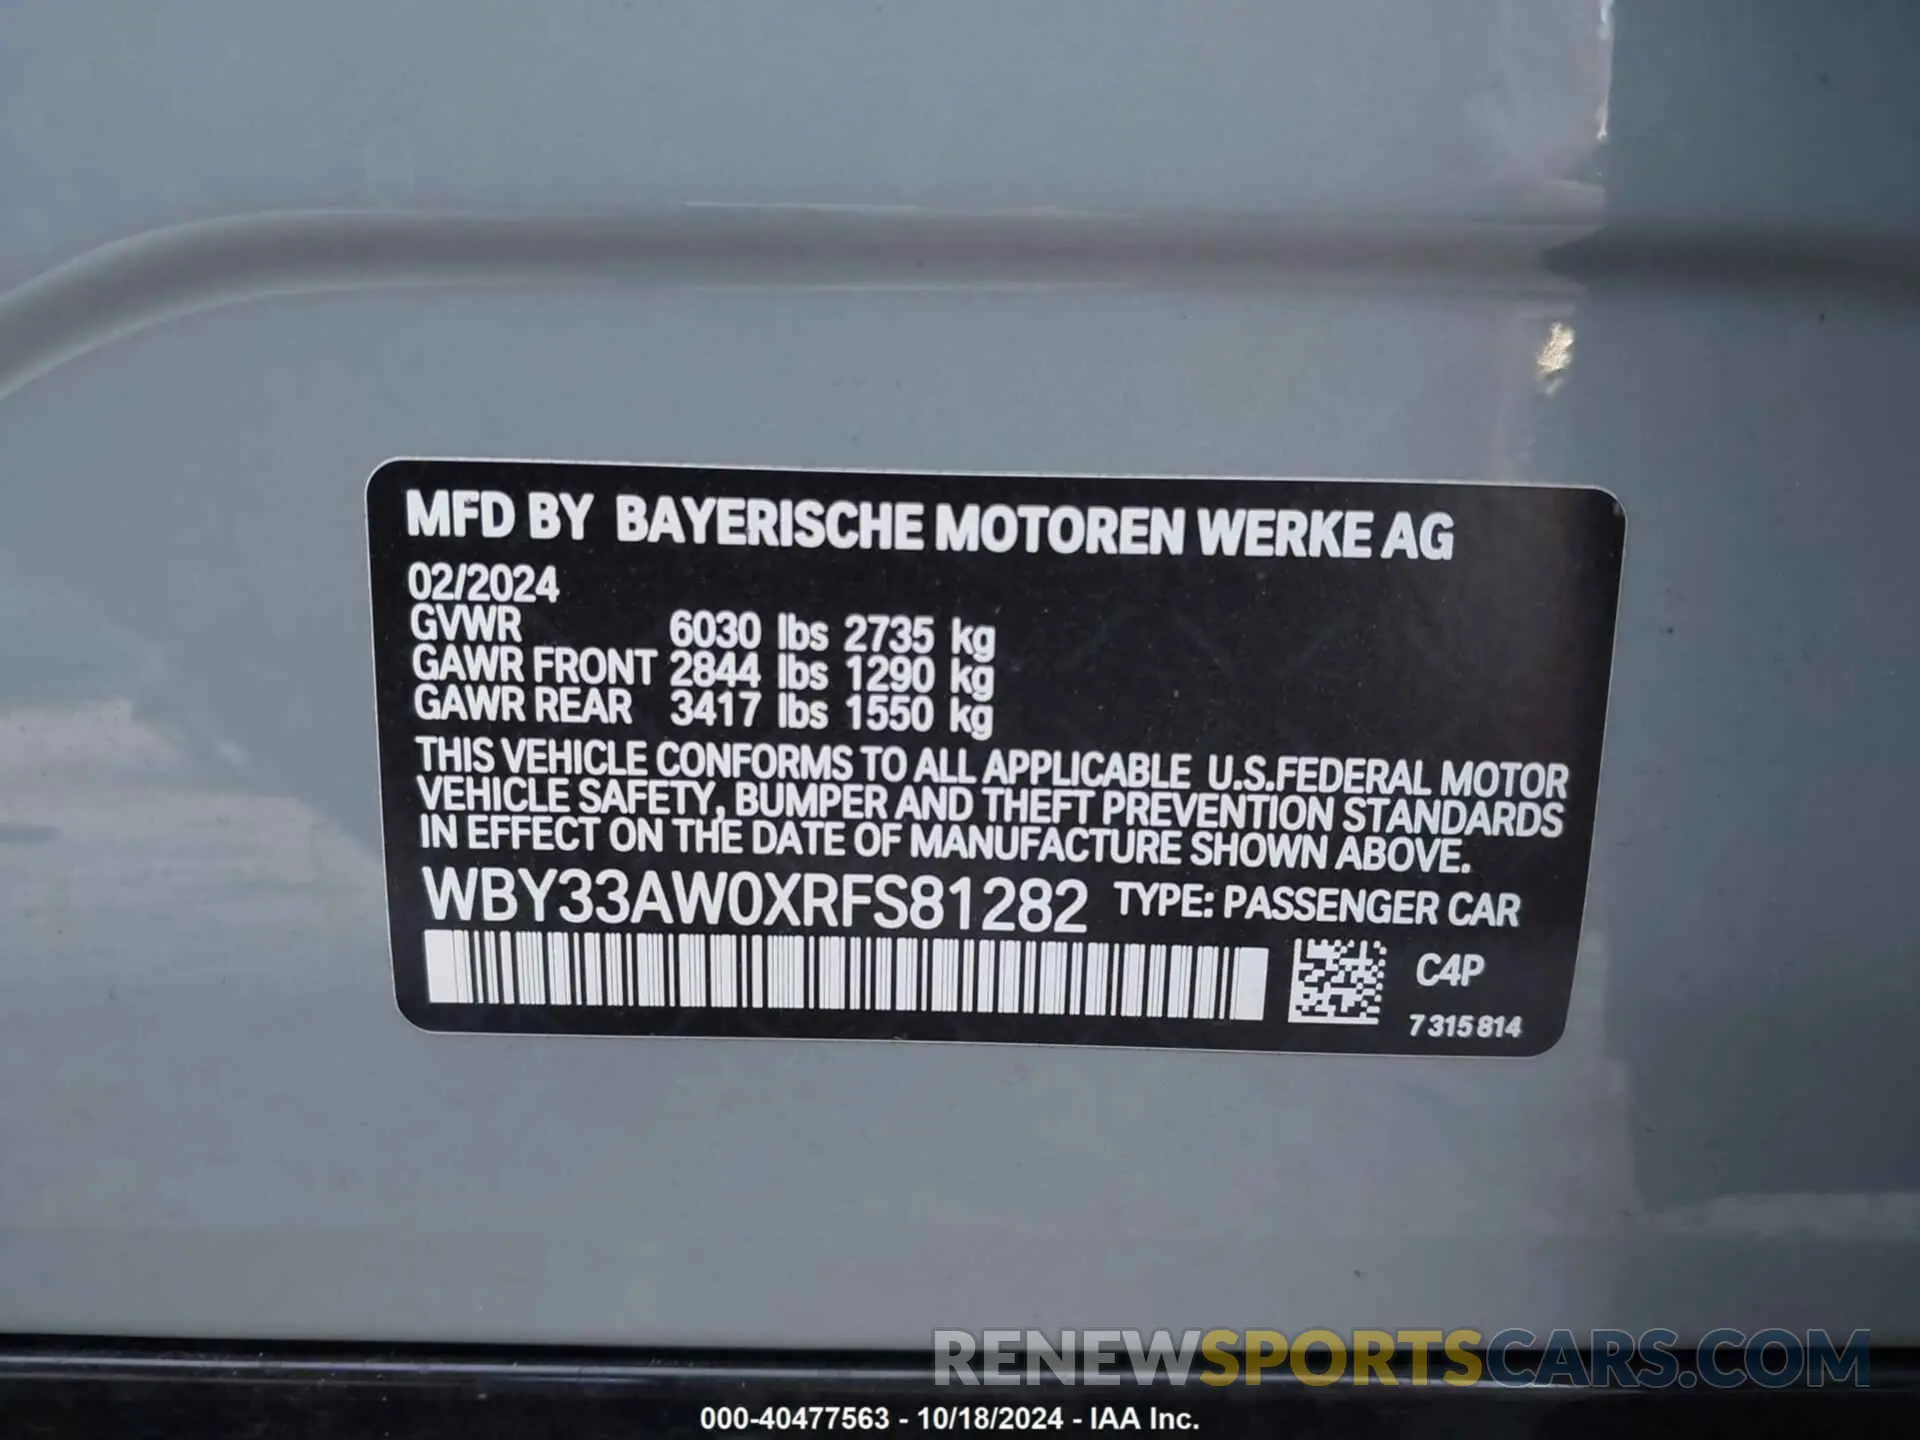 MFD BY BAYERISCHE MOTOREN WERKE AG
02/2024
GVWR 6030 lbs 2735 kg
GAWR FRONT 2844 lbs 1290 kg
GAWR REAR 3417 lbs 1550 kg
THIS VEHICLE CONFORMS TO ALL APPLICABLE U.S.FEDERAL MOTOR
VEHICLE SAFETY, BUMPER AND THEFT PREVENTION STANDARDS
IN EFFECT ON THE DATE OF MANUFACTURE SHOWN ABOVE.
WBY33AW0XRFS81282 TYPE: PASSENGER CAR
C4P
7 315 814
RENEWSPORTSCARS.COM
000-40477563 - 10/18/2024 - IAA Inc.